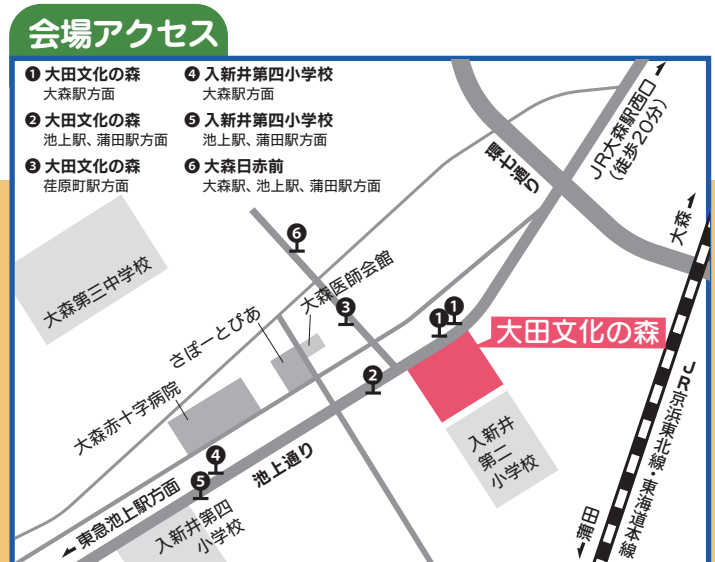 会場アクセス
❶ 大田文化の森
大森駅方面
❷ 大田文化の森
池上駅、蒲田駅方面
❸ 大田文化の森
荏原町駅方面
❹ 入新井第四小学校
大森駅方面
❺ 入新井第四小学校
池上駅、蒲田駅方面
❻ 大森日赤前
大森駅、池上駅、蒲田駅方面
環七通り
JR大森駅西口
(徒歩20分)
大森
❻
大森第三中学校
大森医師会館
さぽーとぴあ
❸
❶
❶
大田文化の森
❷
大森赤十字病院
入新井
第二
小学校
JR京浜東北線・東海道本線
❹
❺
池上通り
東急池上駅方面
入新井第四
小学校
蒲田